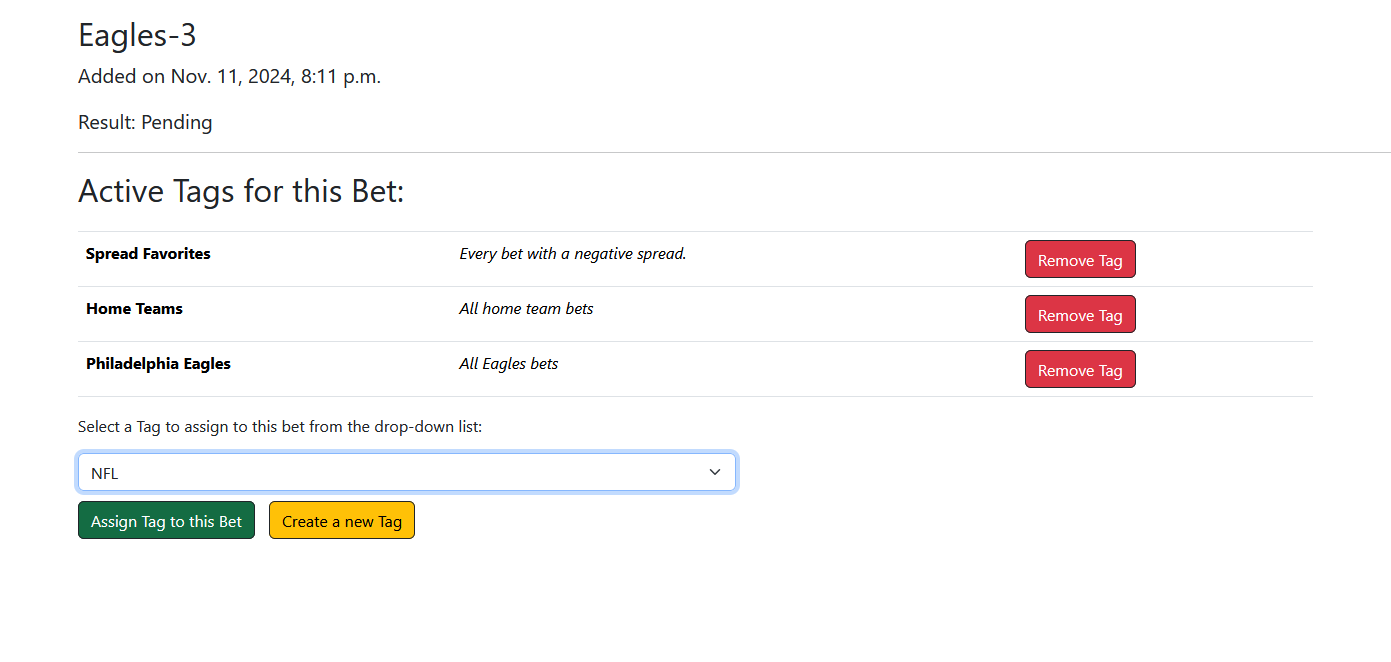 Eagles-3
Added on Nov. 11, 2024, 8:11 p.m.
Result: Pending
Active Tags for this Bet:
Spread Favorites Every bet with a negative spread. Remove Tag
Home Teams All home team bets Remove Tag
Philadelphia Eagles All Eagles bets Remove Tag
Select a Tag to assign to this bet from the drop-down list:
NFL
Assign Tag to this Bet Create a new Tag